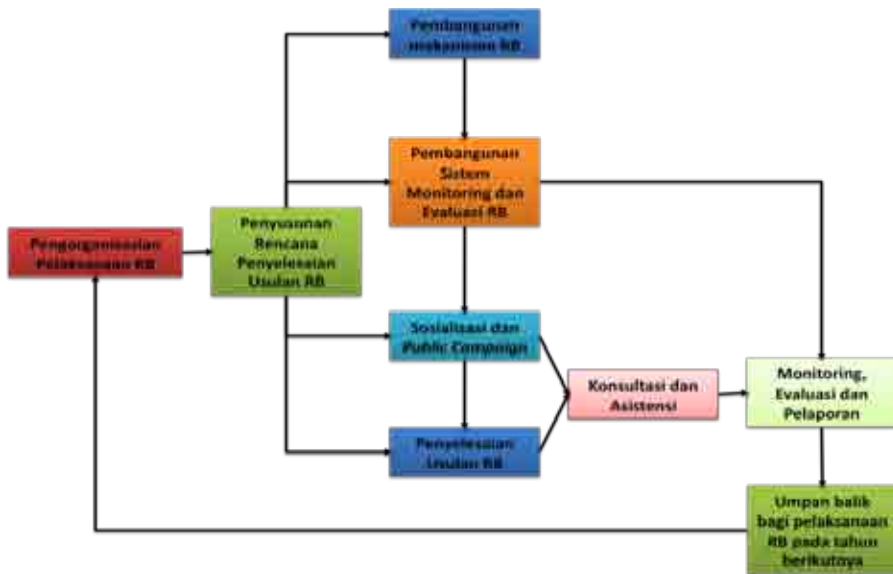 Pembangunan
mekanisme RB
Pembangunan
Sistem
Monitoring dan
Evaluasi RB
Pengorganisasian
Pelaksanaan RB
Penyusunan
Rencana
Penyelesaian
Usulan RB
Sosialisasi dan
Public Campaign
Penyelesaian
Usulan RB
Konsultasi dan
Asistensi
Monitoring,
Evaluasi dan
Pelaporan
Umpan balik
bagi pelaksanaan
RB pada tahun
berikutnya